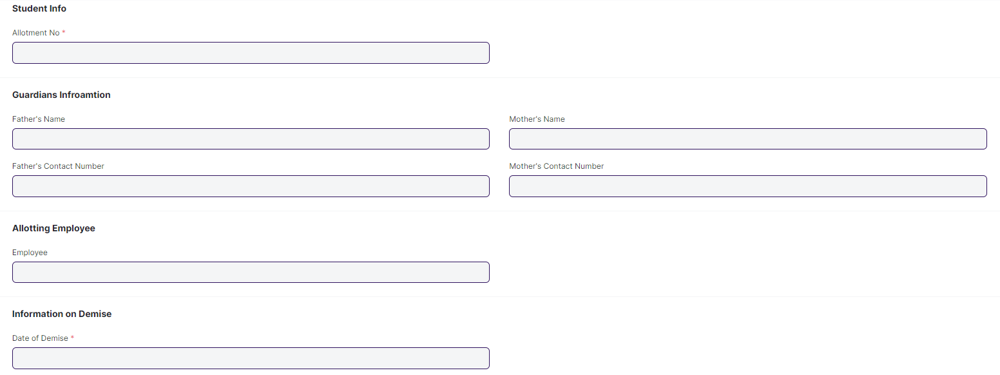 Student Info
Allotment No *
Guardians Infroamtion
Father's Name
Mother's Name
Father's Contact Number
Mother's Contact Number
Allotting Employee
Employee
Information on Demise
Date of Demise *